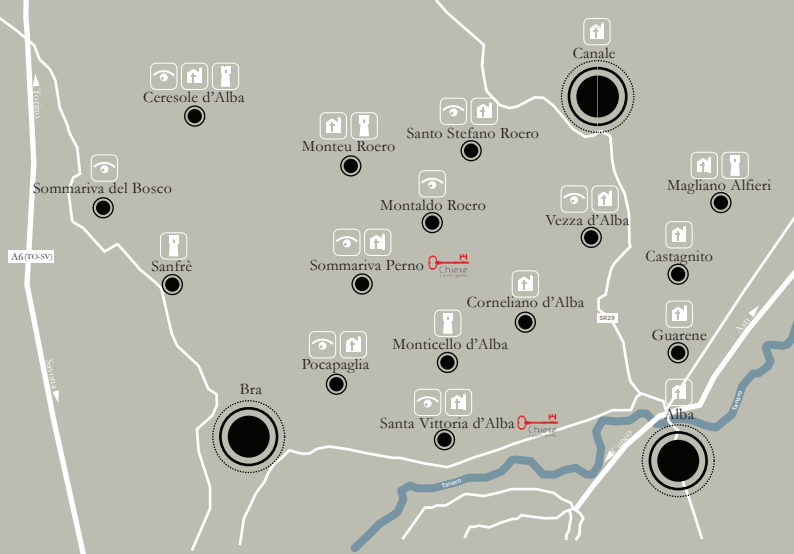 Canale
Torino
Ceresole d'Alba
Santo Stefano Roero
Monteu Roero
Sommariva del Bosco
Magliano Alfieri
Montaldo Roero
Vezza d'Alba
A6 (TO-SV)
Sanfrè
Sommariva Perno
Chiese
Castagnito
Corneliano d'Alba
SR29
Asti
Guarene
Monticello d'Alba
Savona
Pocapaglia
Bra
Tanaro
Santa Vittoria d'Alba
Chiese
Alba
Cuneo
Tanaro